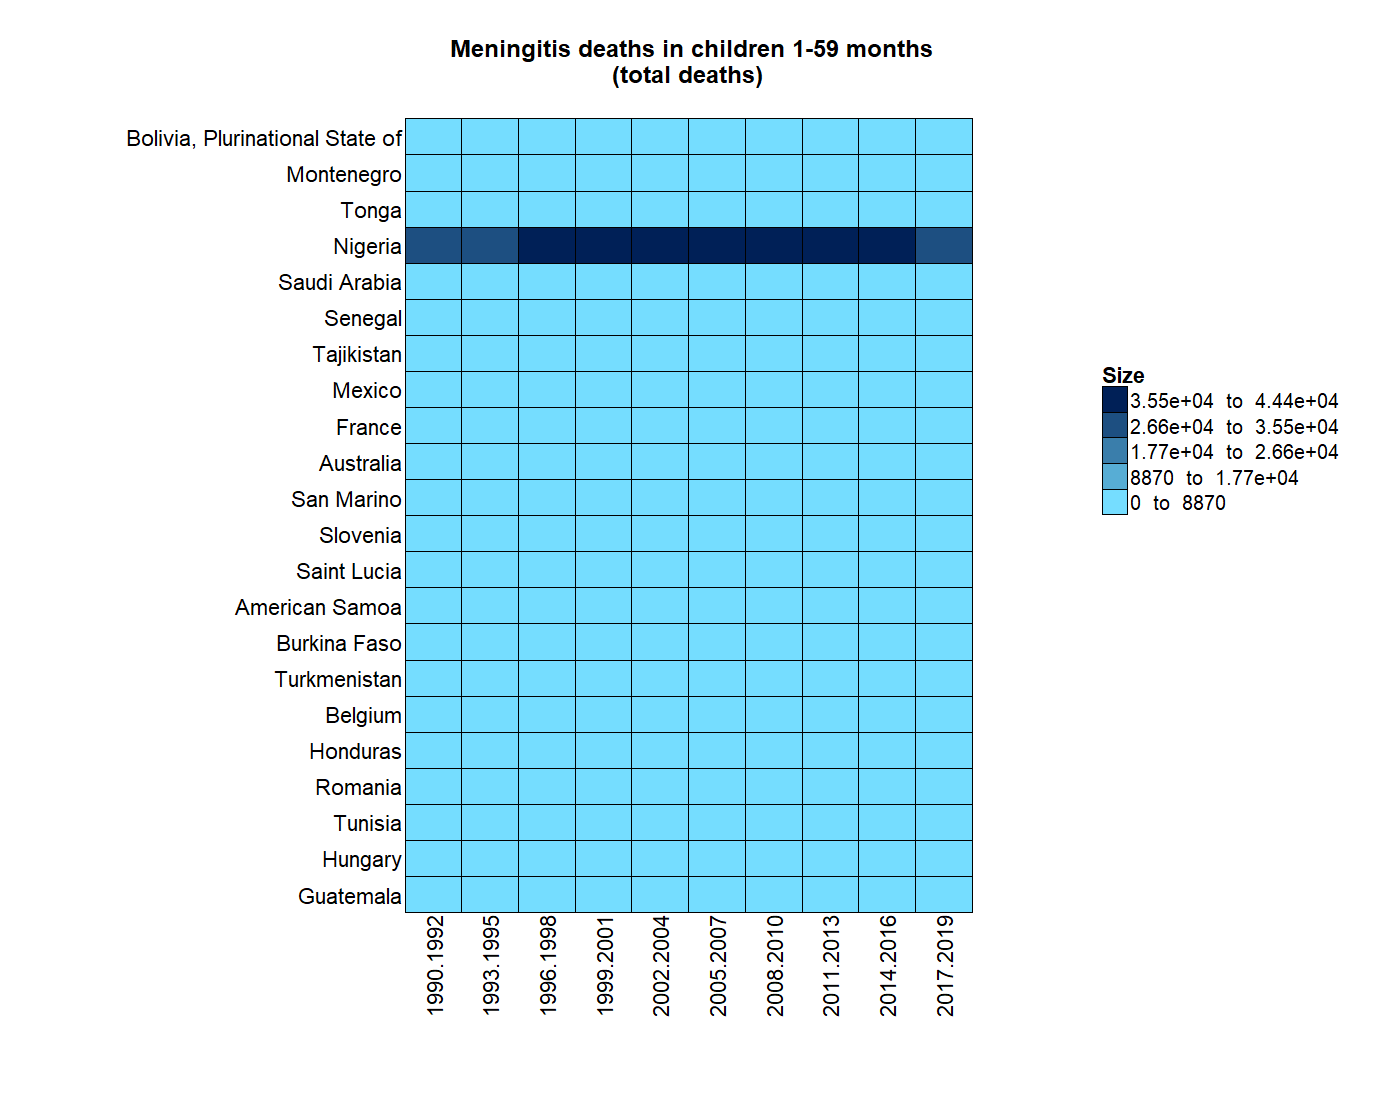 Meningitis deaths in children 1-59 months
(total deaths)
Bolivia, Plurinational State of
Montenegro
Tonga
Nigeria
Saudi Arabia
Senegal
Tajikistan
Mexico
France
Australia
San Marino
Slovenia
Saint Lucia
American Samoa
Burkina Faso
Turkmenistan
Belgium
Honduras
Romania
Tunisia
Hungary
Guatemala
1990.1992
1993.1995
1996.1998
1999.2001
2002.2004
2005.2007
2008.2010
2011.2013
2014.2016
2017.2019
Size
3.55e+04 to 4.44e+04
2.66e+04 to 3.55e+04
1.77e+04 to 2.66e+04
8870 to 1.77e+04
0 to 8870